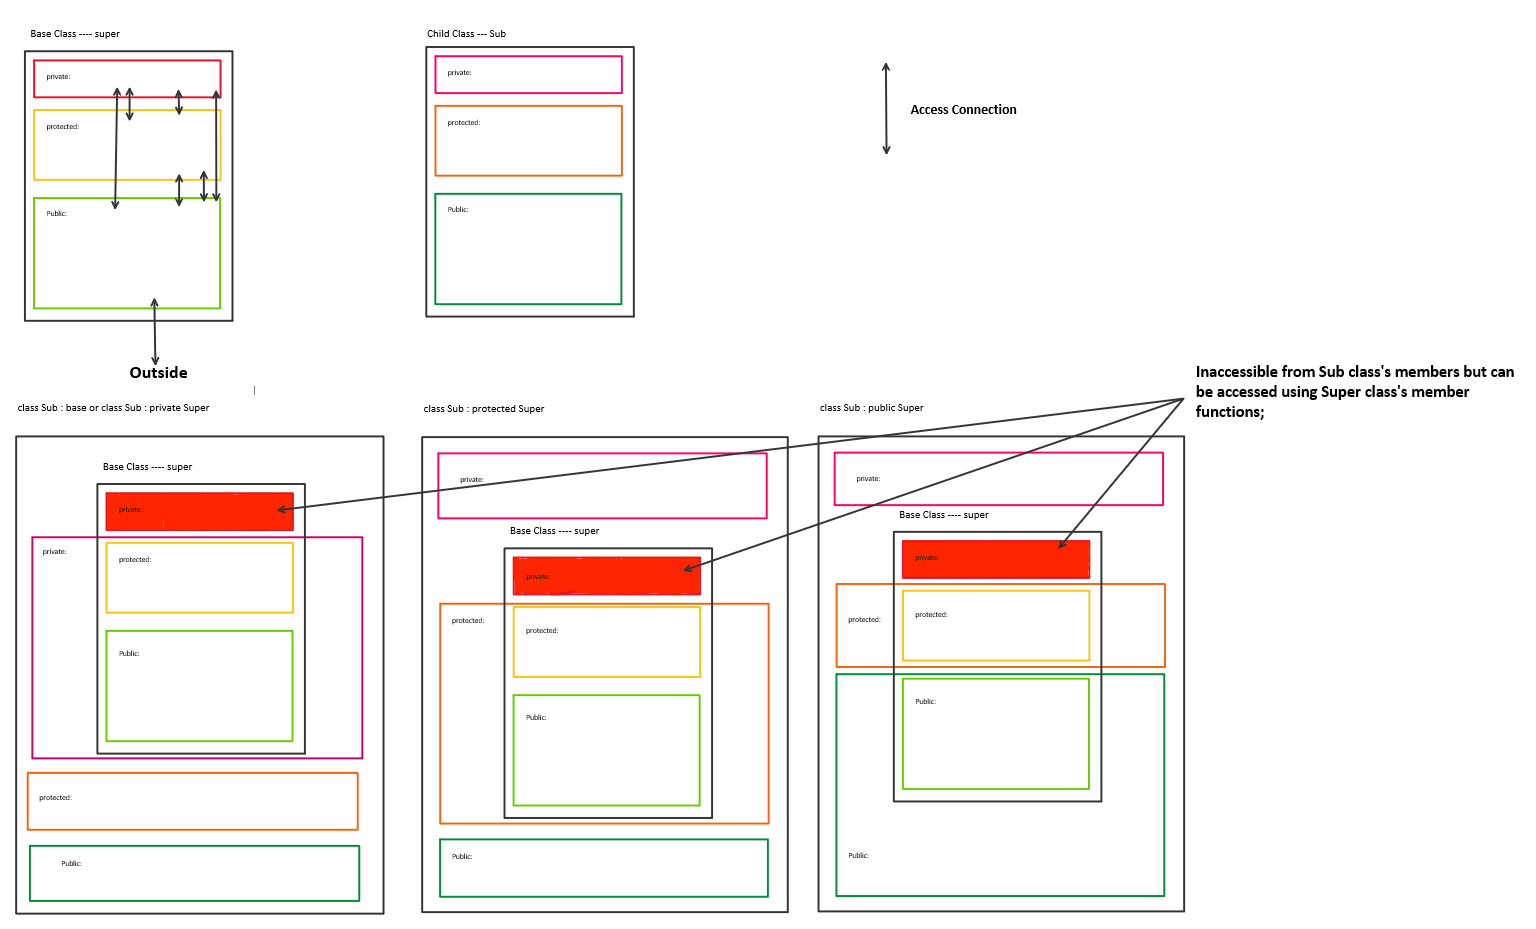 Base Class ---- super
private:
protected:
Public:
Outside
Child Class --- Sub
private:
protected:
Public:
Access Connection
Inaccessible from Sub class's members but can
be accessed using Super class's member
functions;
class Sub : base or class Sub : private Super
Base Class ---- super
private:
private:
protected:
Public:
protected:
Public:
class Sub : protected Super
private:
Base Class ---- super
private:
protected:
protected:
Public:
Public:
class Sub : public Super
private:
Base Class ---- super
private:
protected:
protected:
Public:
Public: